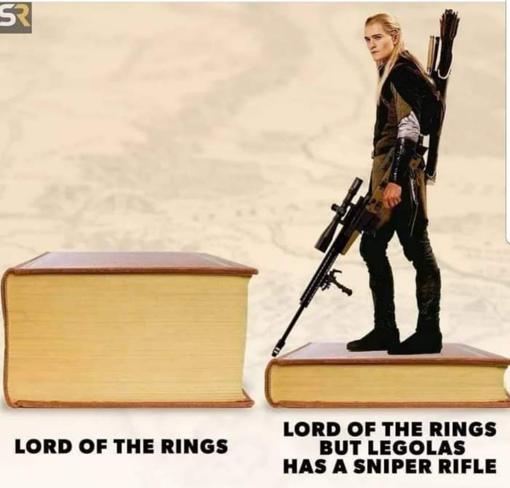 SR
LORD OF THE RINGS
LORD OF THE RINGS
BUT LEGOLAS
HAS A SNIPER RIFLE